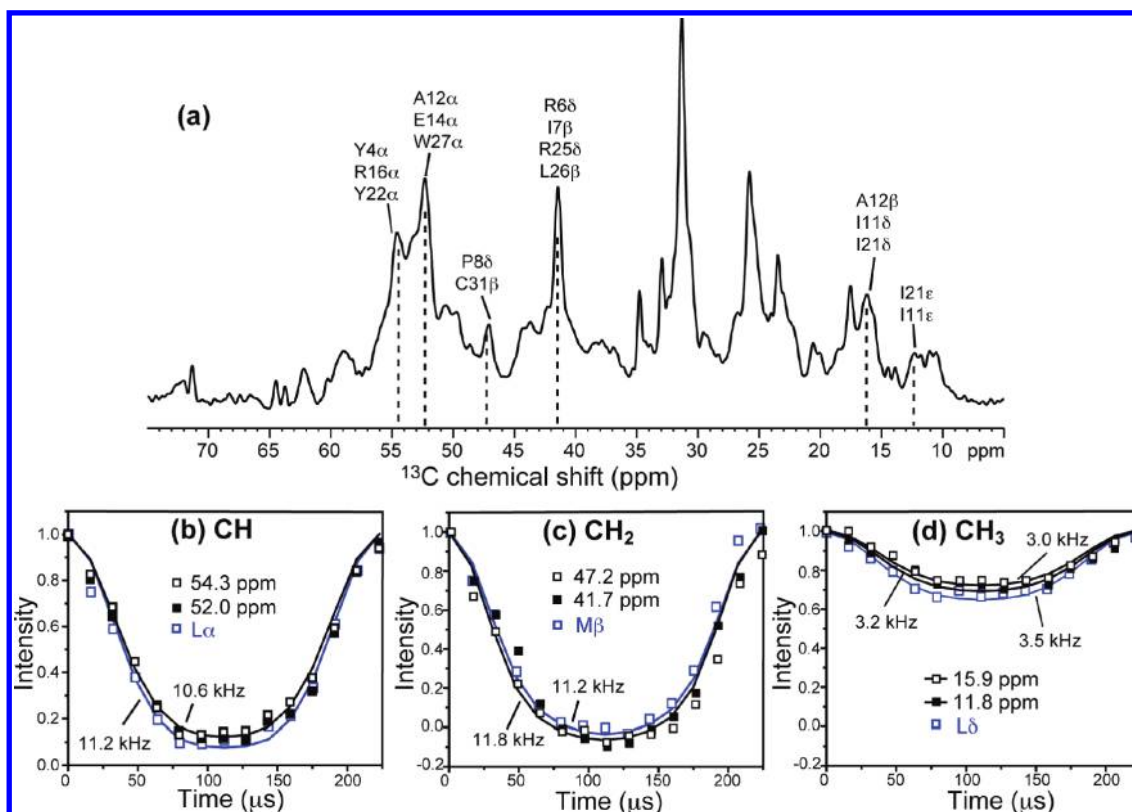 (a)
Y4α
R16α
Y22α
A12α
E14α
W27α
P8δ
C31β
R6δ
I7β
R25δ
L26β
A12β
I11δ
I21δ
I21ε
I11ε
70 65 60 55 50 45 40 35 30 25 20 15 10 ppm
13C chemical shift (ppm)
(b) CH
54.3 ppm
52.0 ppm
Lα
10.6 kHz
11.2 kHz
Intensity
1.0
0.8
0.6
0.4
0.2
0.0
0 50 100 150 200
Time (μs)
(c) CH2
47.2 ppm
41.7 ppm
Mβ
11.2 kHz
11.8 kHz
Intensity
1.0
0.8
0.6
0.4
0.2
0.0
-0.2
0 50 100 150 200
Time (μs)
(d) CH3
3.0 kHz
3.2 kHz
3.5 kHz
15.9 ppm
11.8 ppm
Lδ
Intensity
1.0
0.8
0.6
0.4
0.2
0.0
-0.2
0 50 100 150 200
Time (μs)